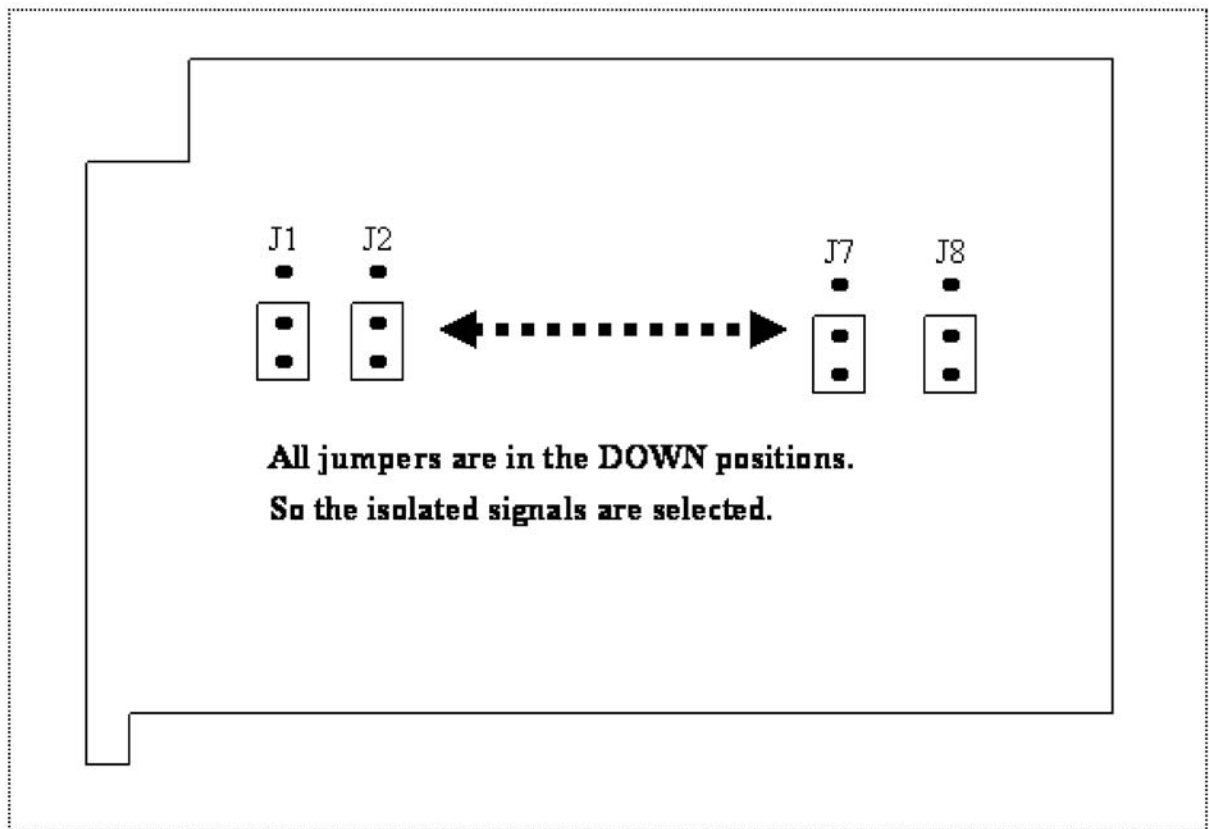 J1 J2 J7 J8
All jumpers are in the DOWN positions.
So the isolated signals are selected.